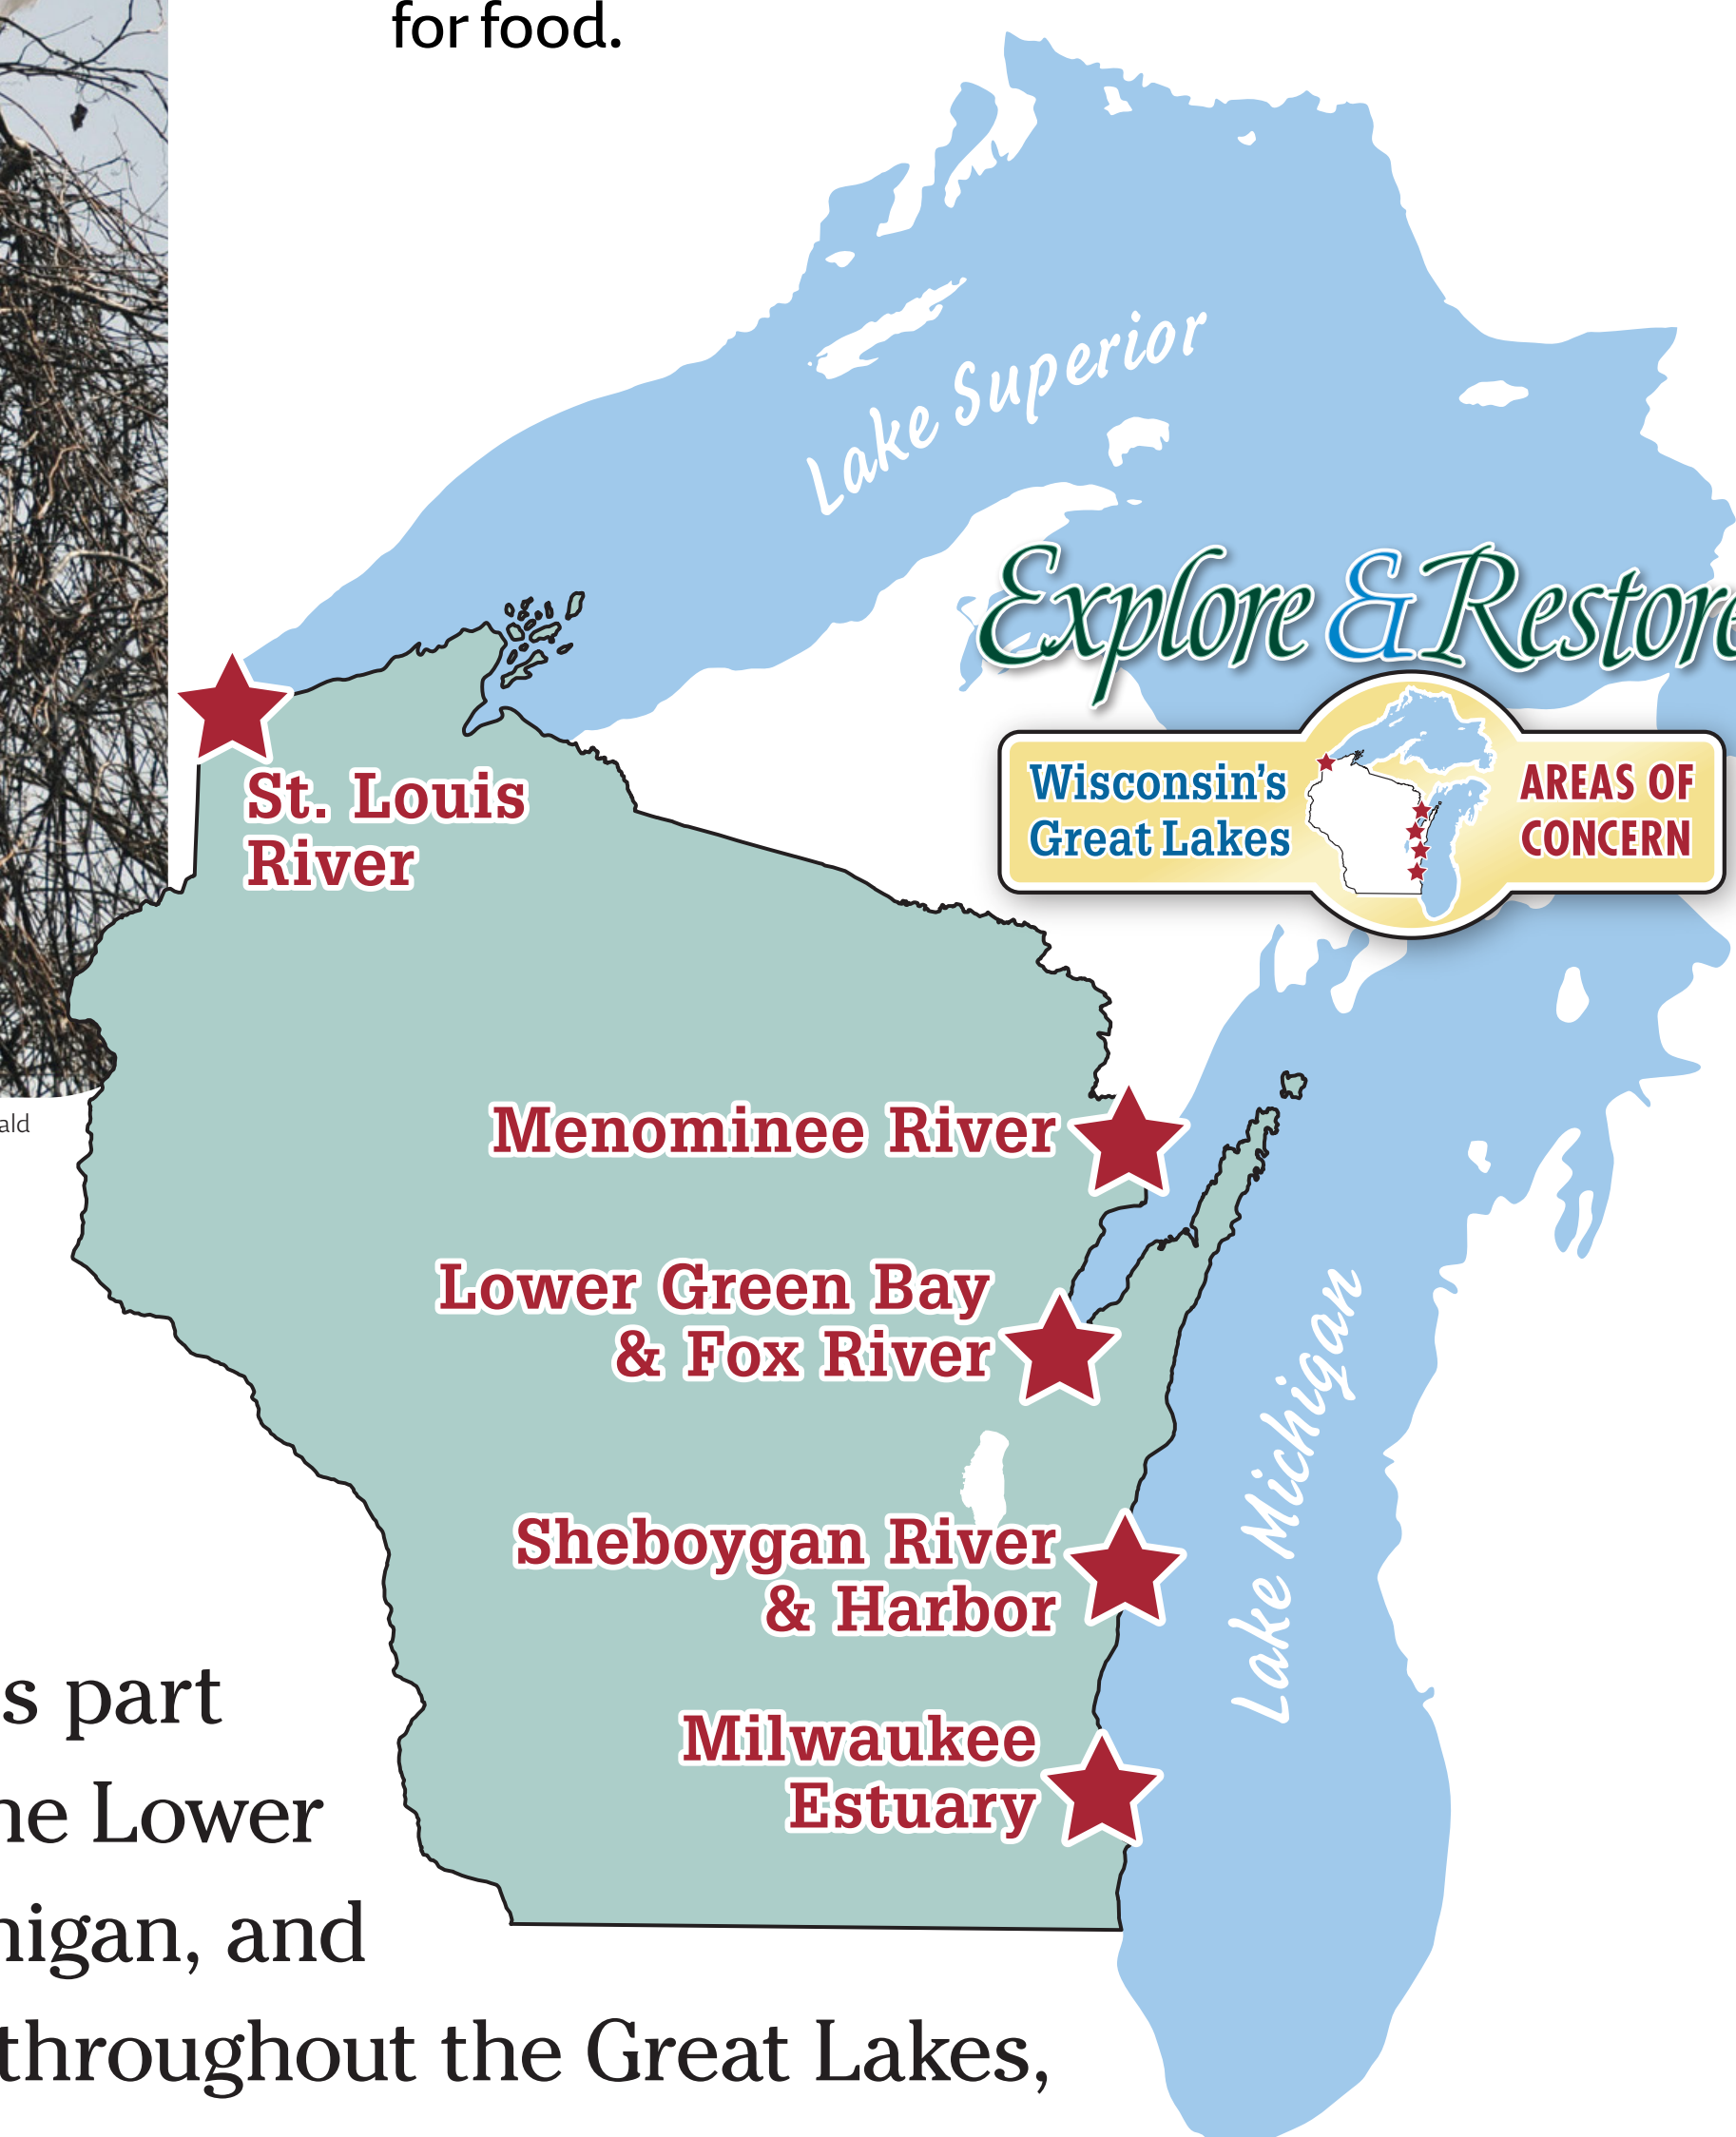 for food.
Lake Superior
Explore & Restore
Wisconsin's
Great Lakes
AREAS OF
CONCERN
St. Louis
River
ald
Menominee River
Lower Green Bay
& Fox River
Lake Michigan
Sheboygan River
& Harbor
Milwaukee
Estuary
s part
ne Lower
higan, and
throughout the Great Lakes,